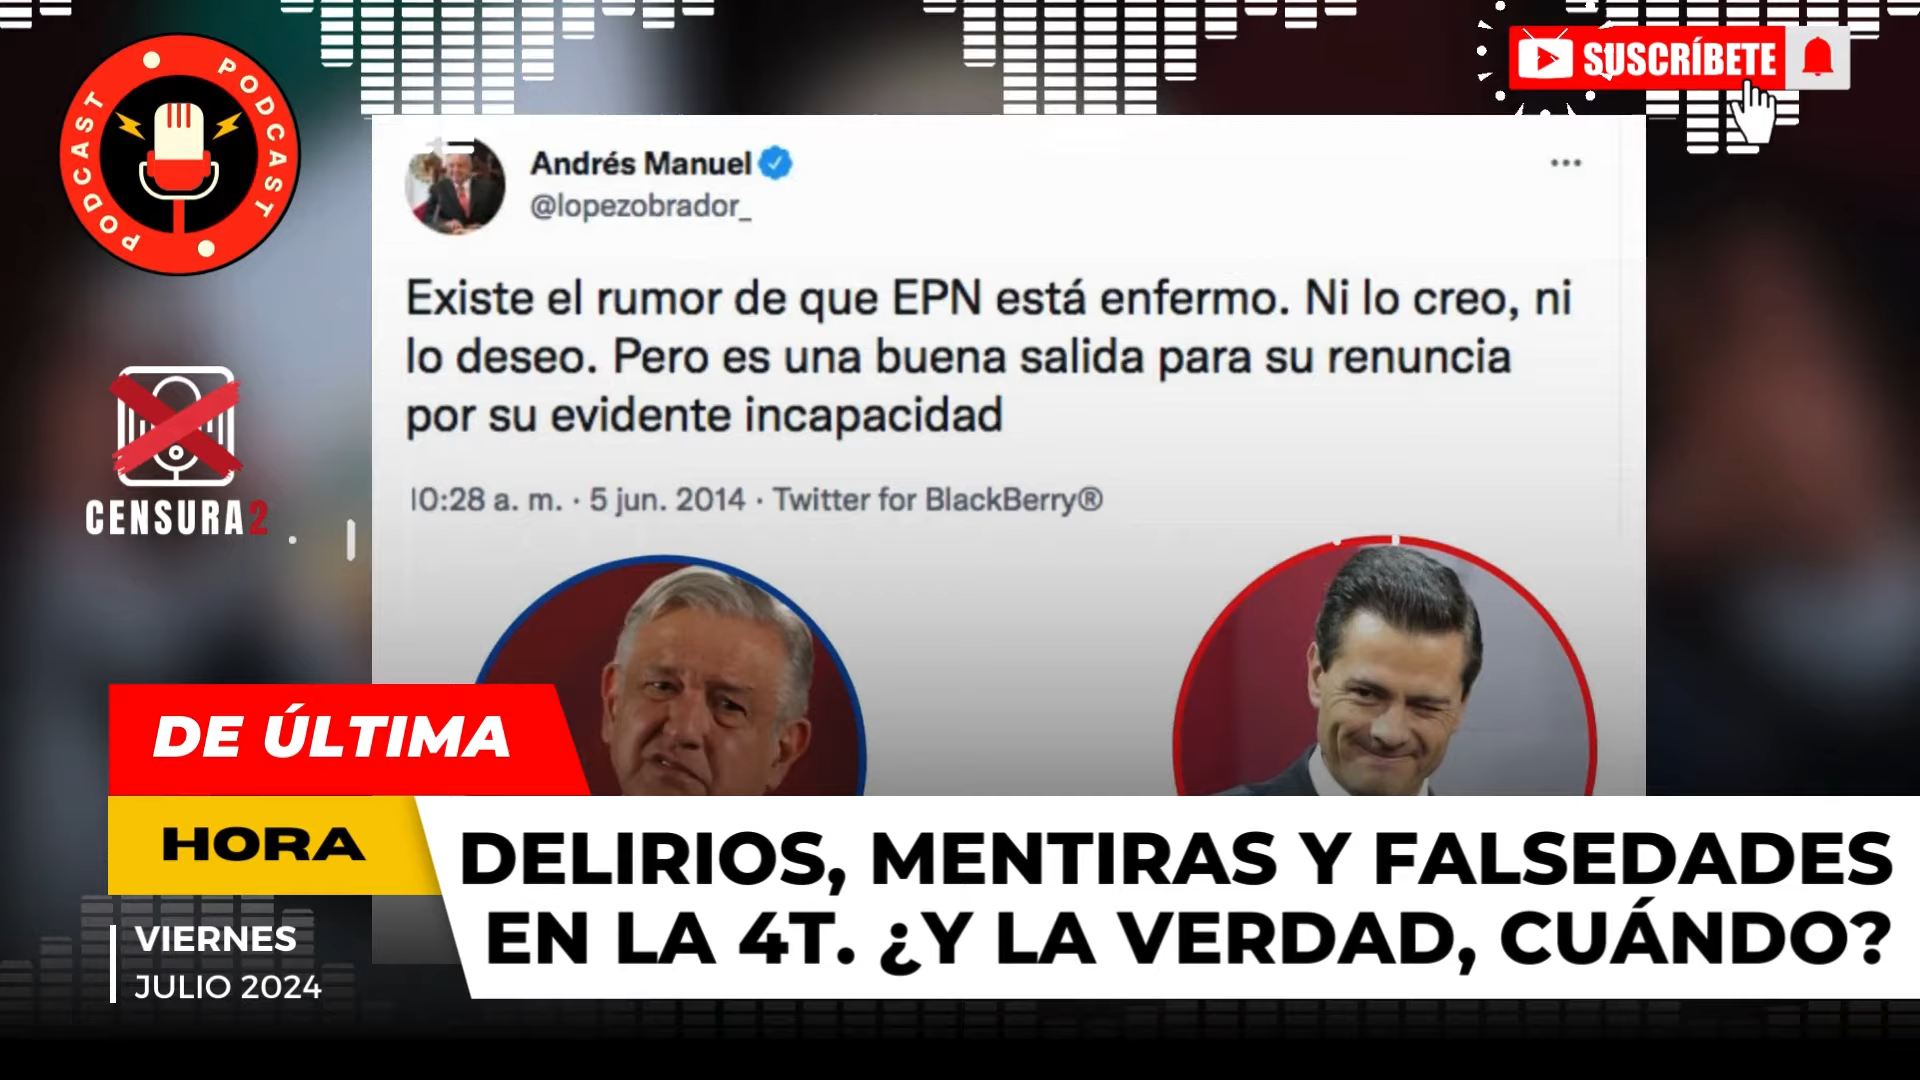 PODCAST
PODCAST
PODCAST
SUSCRÍBETE
Andrés Manuel
@lopezobrador_
Existe el rumor de que EPN está enfermo. Ni lo creo, ni
lo deseo. Pero es una buena salida para su renuncia
por su evidente incapacidad
10:28 a. m. · 5 jun. 2014 · Twitter for BlackBerry®
CENSURA2
DE ÚLTIMA
HORA
DELIRIOS, MENTIRAS Y FALSEDADES
EN LA 4T. ¿Y LA VERDAD, CUÁNDO?
VIERNES
JULIO 2024